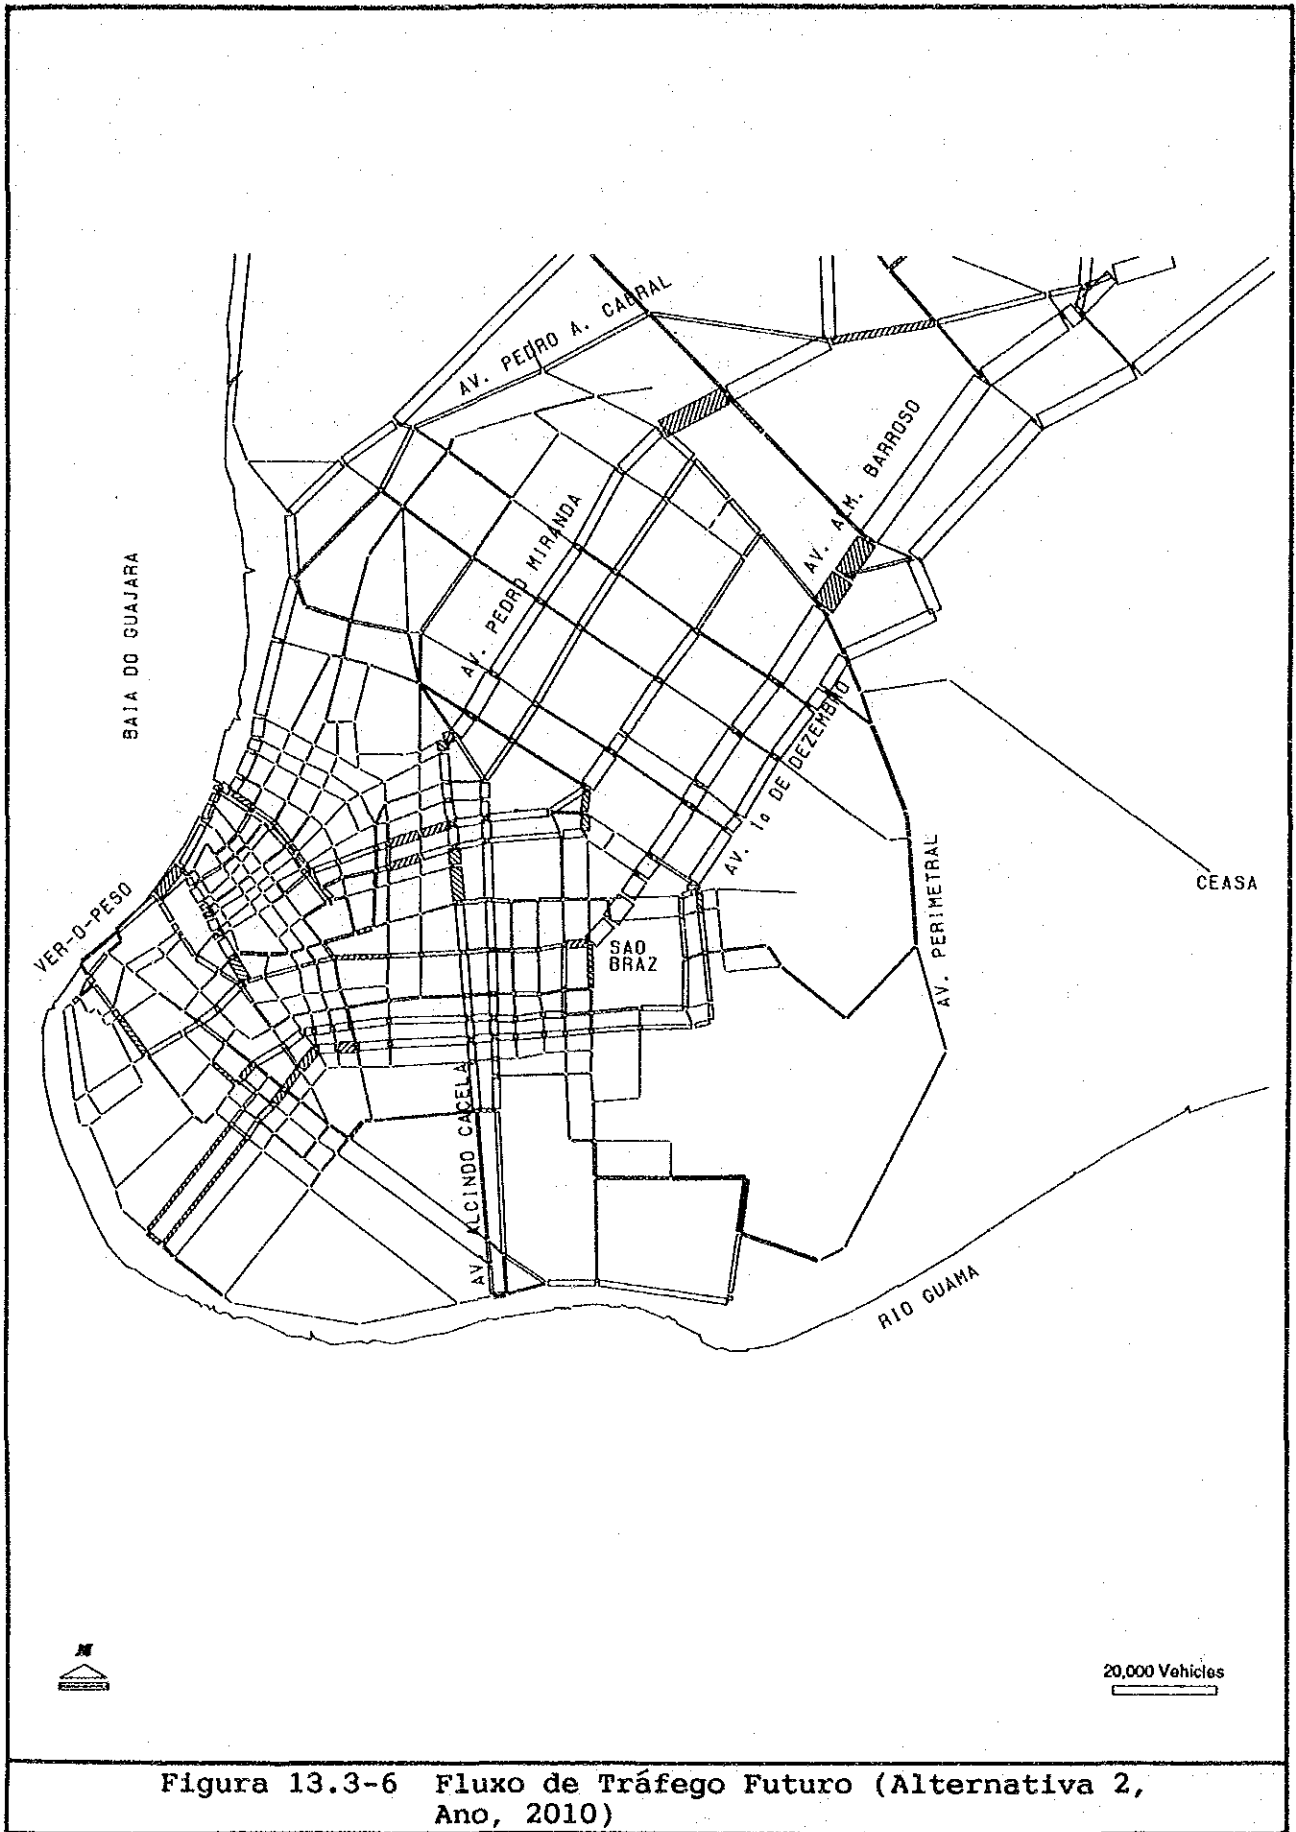 AV. PEDRO A. CABRAL
AV. ALM. BARROSO
AV. PEDRO MIRANDA
BAIA DO GUAJARA
AV. 1a DE DEZEMBRO
CEASA
VER-O-PESO
AV. PERIMETRAL
SAO
BRAZ
AV. ALCINDO CACELA
RIO GUAMA
N
20,000 Vehicles
Figura 13.3-6 Fluxo de Tráfego Futuro (Alternativa 2,
Ano, 2010)